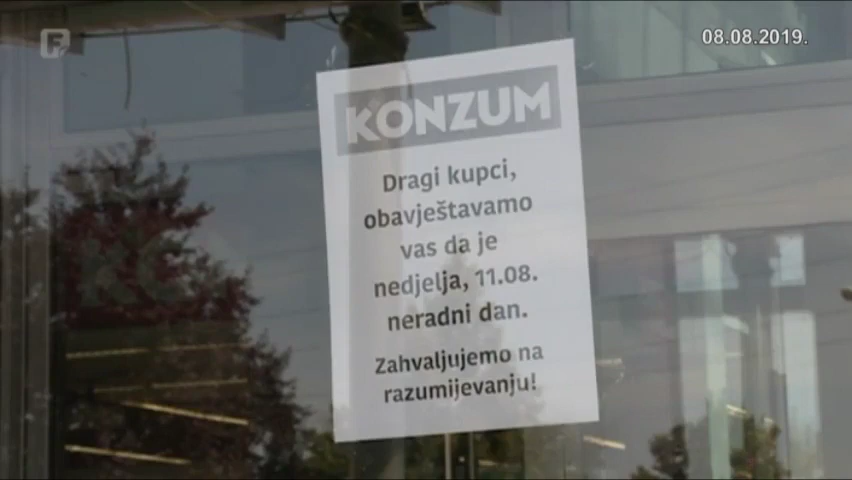 08.08.2019.
KONZUM
Dragi kupci,
obavještavamo
vas da je
nedjelja, 11.08.
neradni dan.
Zahvaljujemo na
razumijevanju!